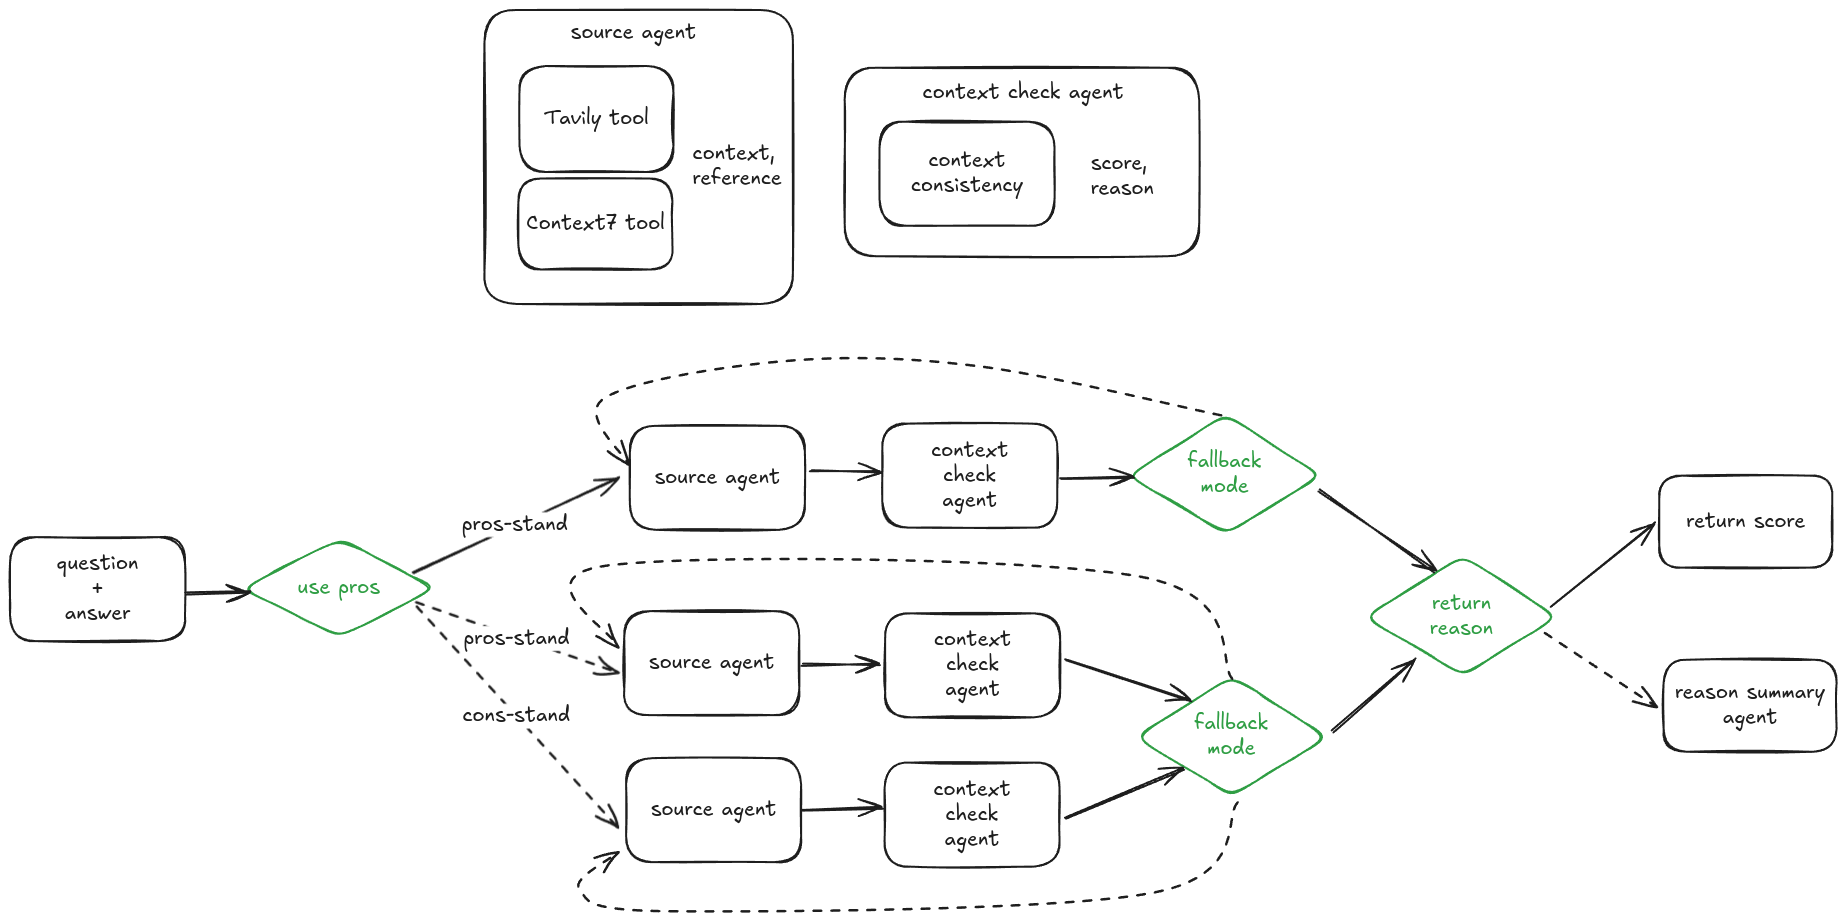 source agent
Tavily tool
context,
reference
Context7 tool
context check agent
context
consistency
score,
reason
question
+
answer
use pros
pros-stand
source agent
context
check
agent
fallback
mode
pros-stand
source agent
context
check
agent
cons-stand
source agent
context
check
agent
fallback
mode
return
reason
return score
reason summary
agent